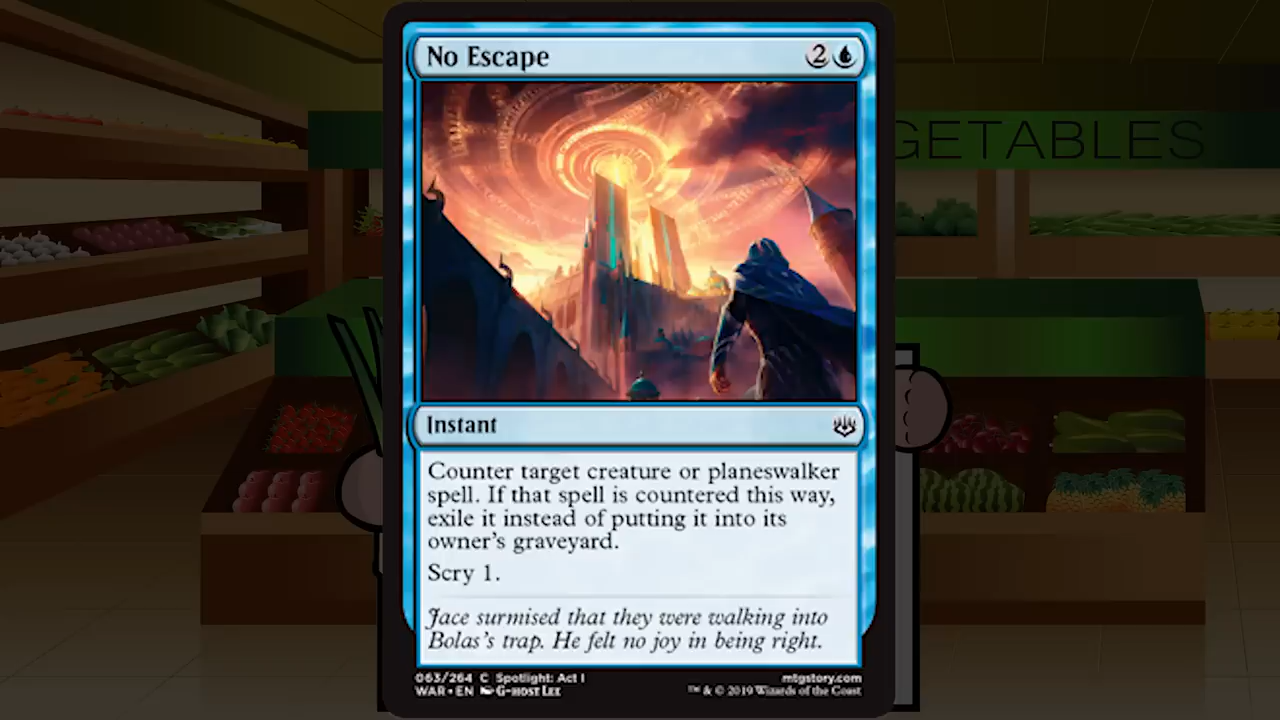 No Escape 2
GETABLES
Instant
Counter target creature or planeswalker
spell. If that spell is countered this way,
exile it instead of putting it into its
owner's graveyard.
Scry 1.
Jace surmised that they were walking into
Bolas's trap. He felt no joy in being right.
063/264 C Spotlight: Act I mtgstory.com
WAR • EN G-host Lee ™ & © 2019 Wizards of the Coast